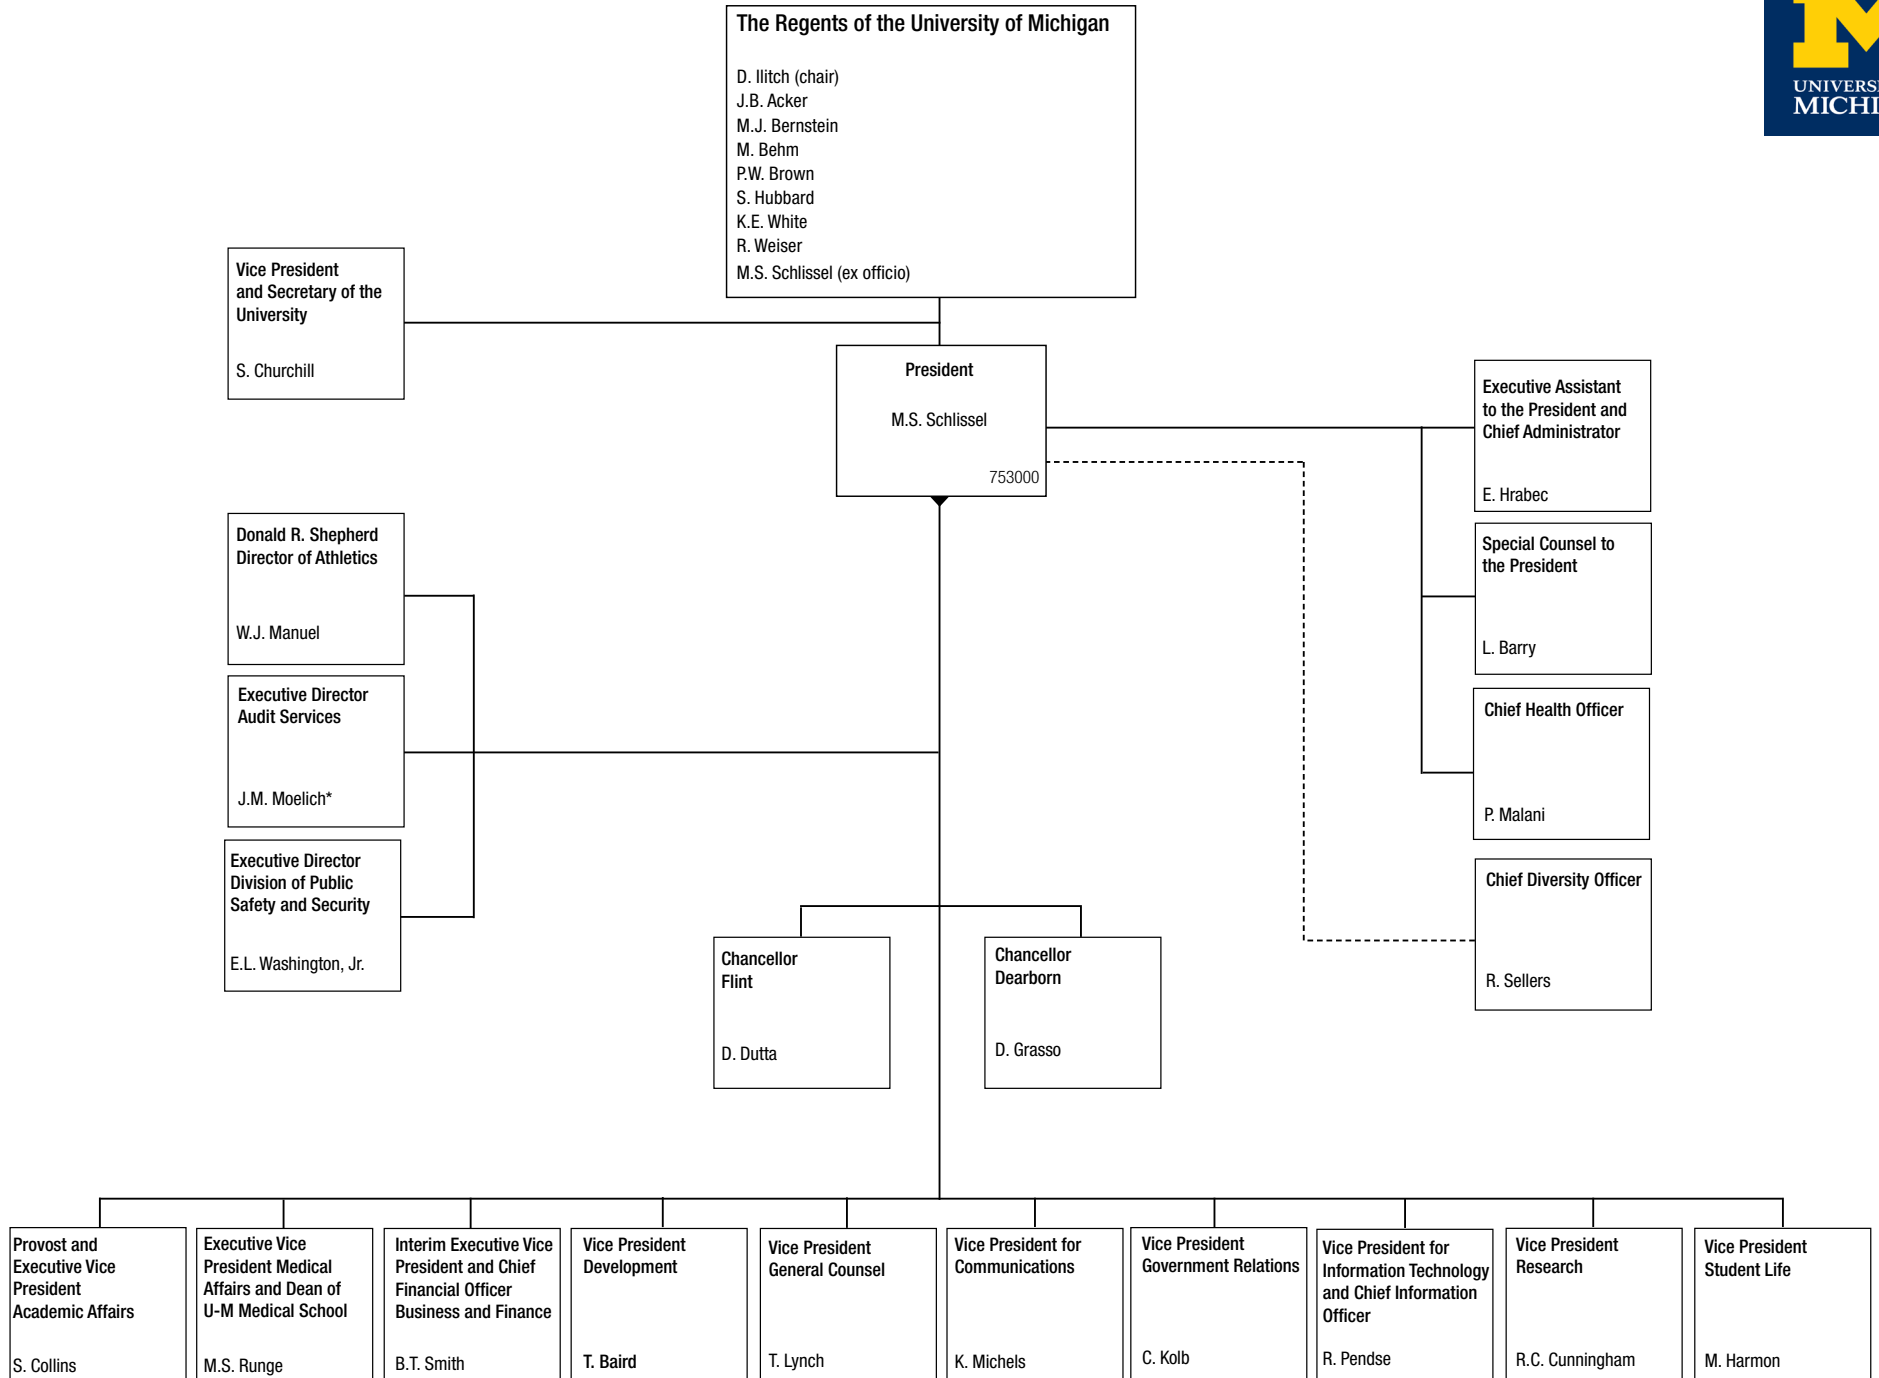 The Regents of the University of Michigan
D. Ilitch (chair)
J.B. Acker
M.J. Bernstein
M. Behm
P.W. Brown
S. Hubbard
K.E. White
R. Weiser
M.S. Schlissel (ex officio)
Vice President
and Secretary of the
University
S. Churchill
President
M.S. Schlissel
753000
Executive Assistant
to the President and
Chief Administrator
E. Hrabec
Special Counsel to
the President
L. Barry
Chief Health Officer
P. Malani
Chief Diversity Officer
R. Sellers
Donald R. Shepherd
Director of Athletics
W.J. Manuel
Executive Director
Audit Services
J.M. Moelich*
Executive Director
Division of Public
Safety and Security
E.L. Washington, Jr.
Chancellor
Flint
D. Dutta
Chancellor
Dearborn
D. Grasso
Provost and
Executive Vice
President
Academic Affairs
S. Collins
Executive Vice
President Medical
Affairs and Dean of
U-M Medical School
M.S. Runge
Interim Executive Vice
President and Chief
Financial Officer
Business and Finance
B.T. Smith
Vice President
Development
T. Baird
Vice President
General Counsel
T. Lynch
Vice President for
Communications
K. Michels
Vice President
Government Relations
C. Kolb
Vice President for
Information Technology
and Chief Information
Officer
R. Pendse
Vice President
Research
R.C. Cunningham
Vice President
Student Life
M. Harmon